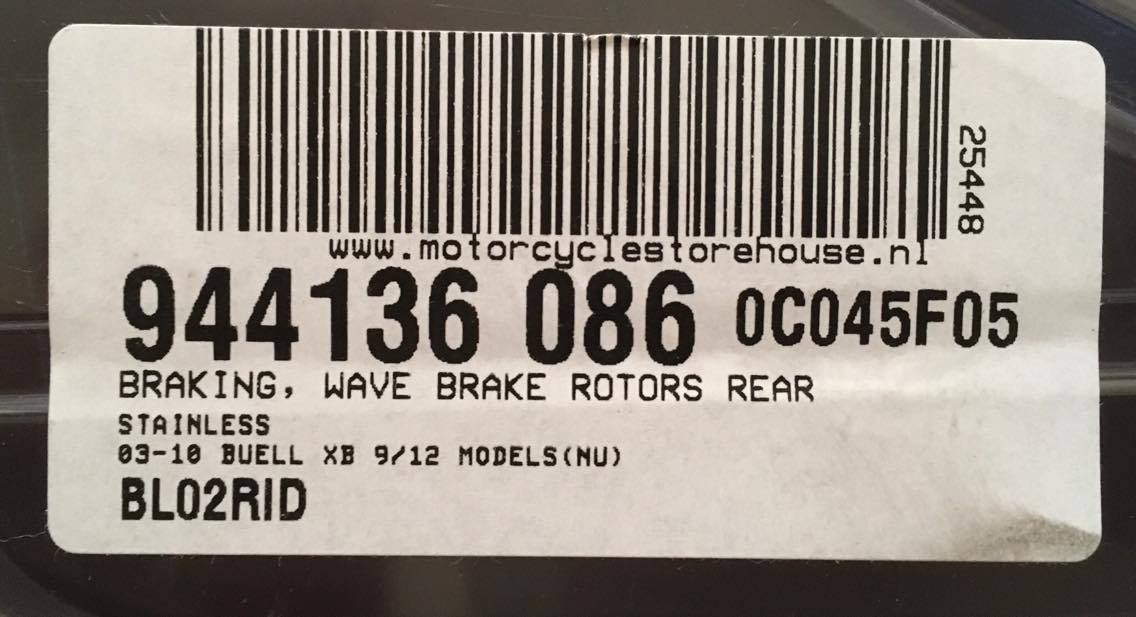 25448
www.motorcyclestorehouse.nl
944136 086 0C045F05
BRAKING, WAVE BRAKE ROTORS REAR
STAINLESS
03-10 BUELL XB 9/12 MODELS(NU)
BL02RID